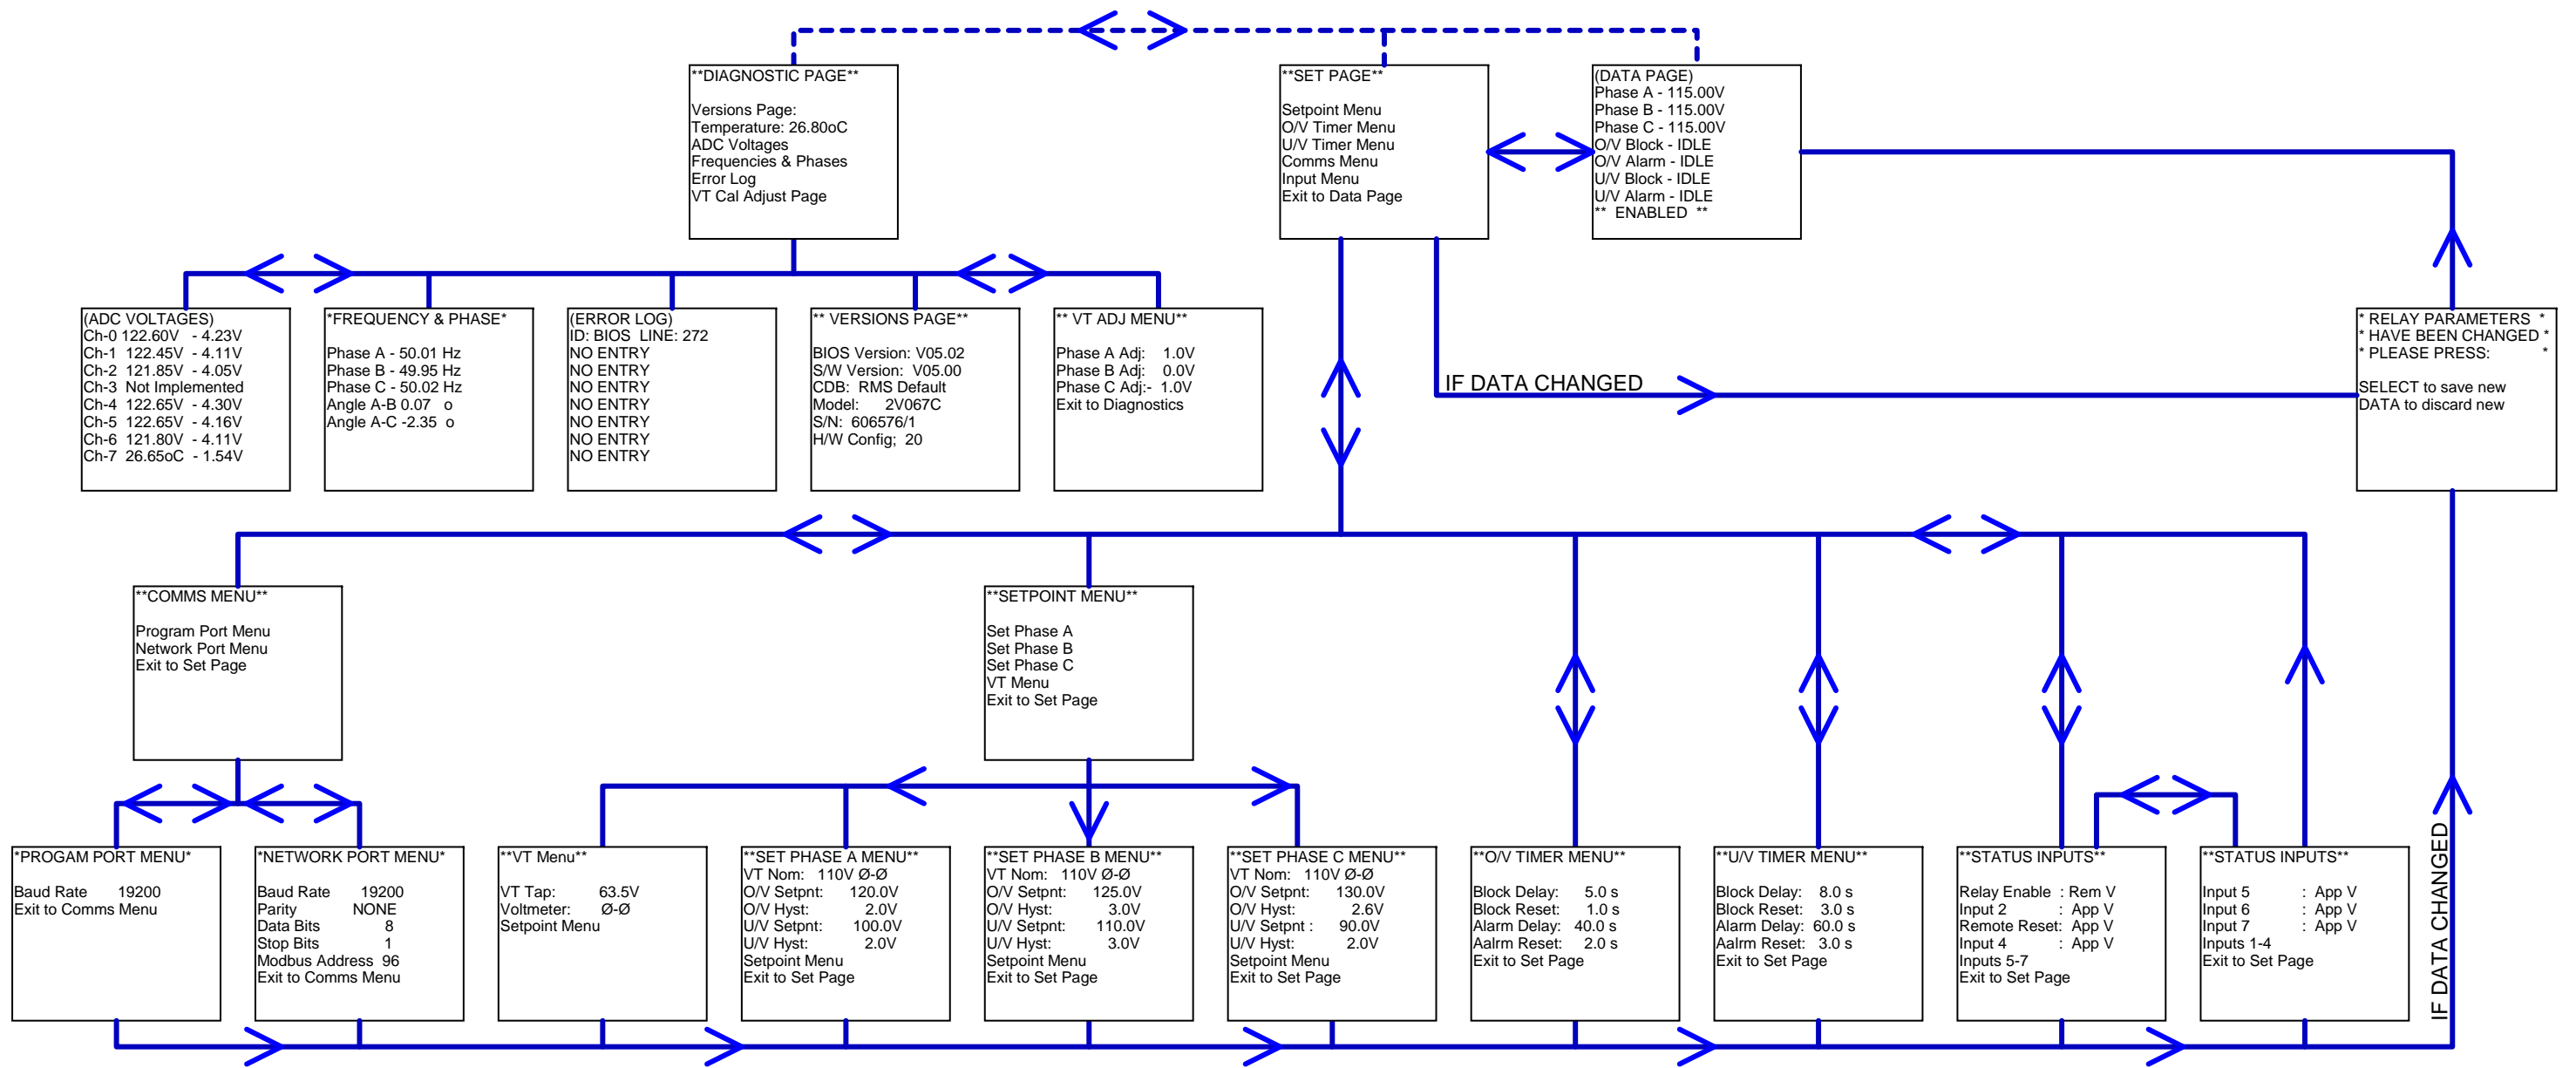 **DIAGNOSTIC PAGE**
Versions Page:
Temperature: 26.80oC
ADC Voltages
Frequencies & Phases
Error Log
VT Cal Adjust Page
**SET PAGE**
Setpoint Menu
O/V Timer Menu
U/V Timer Menu
Comms Menu
Input Menu
Exit to Data Page
(DATA PAGE)
Phase A - 115.00V
Phase B - 115.00V
Phase C - 115.00V
O/V Block - IDLE
O/V Alarm - IDLE
U/V Block - IDLE
U/V Alarm - IDLE
** ENABLED **
(ADC VOLTAGES)
Ch-0 122.60V - 4.23V
Ch-1 122.45V - 4.11V
Ch-2 121.85V - 4.05V
Ch-3 Not Implemented
Ch-4 122.65V - 4.30V
Ch-5 122.65V - 4.16V
Ch-6 121.80V - 4.11V
Ch-7 26.65oC - 1.54V
*FREQUENCY & PHASE*
Phase A - 50.01 Hz
Phase B - 49.95 Hz
Phase C - 50.02 Hz
Angle A-B 0.07 o
Angle A-C -2.35 o
(ERROR LOG)
ID: BIOS LINE: 272
NO ENTRY
NO ENTRY
NO ENTRY
NO ENTRY
NO ENTRY
NO ENTRY
NO ENTRY
** VERSIONS PAGE**
BIOS Version: V05.02
S/W Version: V05.00
CDB: RMS Default
Model: 2V067C
S/N: 606576/1
H/W Config; 20
** VT ADJ MENU**
Phase A Adj: 1.0V
Phase B Adj: 0.0V
Phase C Adj:- 1.0V
Exit to Diagnostics
IF DATA CHANGED
* RELAY PARAMETERS *
* HAVE BEEN CHANGED *
* PLEASE PRESS: *
SELECT to save new
DATA to discard new
**COMMS MENU**
Program Port Menu
Network Port Menu
Exit to Set Page
**SETPOINT MENU**
Set Phase A
Set Phase B
Set Phase C
VT Menu
Exit to Set Page
*PROGAM PORT MENU*
Baud Rate 19200
Exit to Comms Menu
*NETWORK PORT MENU*
Baud Rate 19200
Parity NONE
Data Bits 8
Stop Bits 1
Modbus Address 96
Exit to Comms Menu
**VT Menu**
VT Tap: 63.5V
Voltmeter: Ø-Ø
Setpoint Menu
**SET PHASE A MENU**
VT Nom: 110V Ø-Ø
O/V Setpnt: 120.0V
O/V Hyst: 2.0V
U/V Setpnt: 100.0V
U/V Hyst: 2.0V
Setpoint Menu
Exit to Set Page
**SET PHASE B MENU**
VT Nom: 110V Ø-Ø
O/V Setpnt: 125.0V
O/V Hyst: 3.0V
U/V Setpnt: 110.0V
U/V Hyst: 3.0V
Setpoint Menu
Exit to Set Page
**SET PHASE C MENU**
VT Nom: 110V Ø-Ø
O/V Setpnt: 130.0V
O/V Hyst: 2.6V
U/V Setpnt : 90.0V
U/V Hyst: 2.0V
Setpoint Menu
Exit to Set Page
**O/V TIMER MENU**
Block Delay: 5.0 s
Block Reset: 1.0 s
Alarm Delay: 40.0 s
Aalrm Reset: 2.0 s
Exit to Set Page
**U/V TIMER MENU**
Block Delay: 8.0 s
Block Reset: 3.0 s
Alarm Delay: 60.0 s
Aalrm Reset: 3.0 s
Exit to Set Page
**STATUS INPUTS**
Relay Enable : Rem V
Input 2 : App V
Remote Reset: App V
Input 4 : App V
Inputs 5-7
Exit to Set Page
**STATUS INPUTS**
Input 5 : App V
Input 6 : App V
Input 7 : App V
Inputs 1-4
Exit to Set Page
IF DATA CHANGED